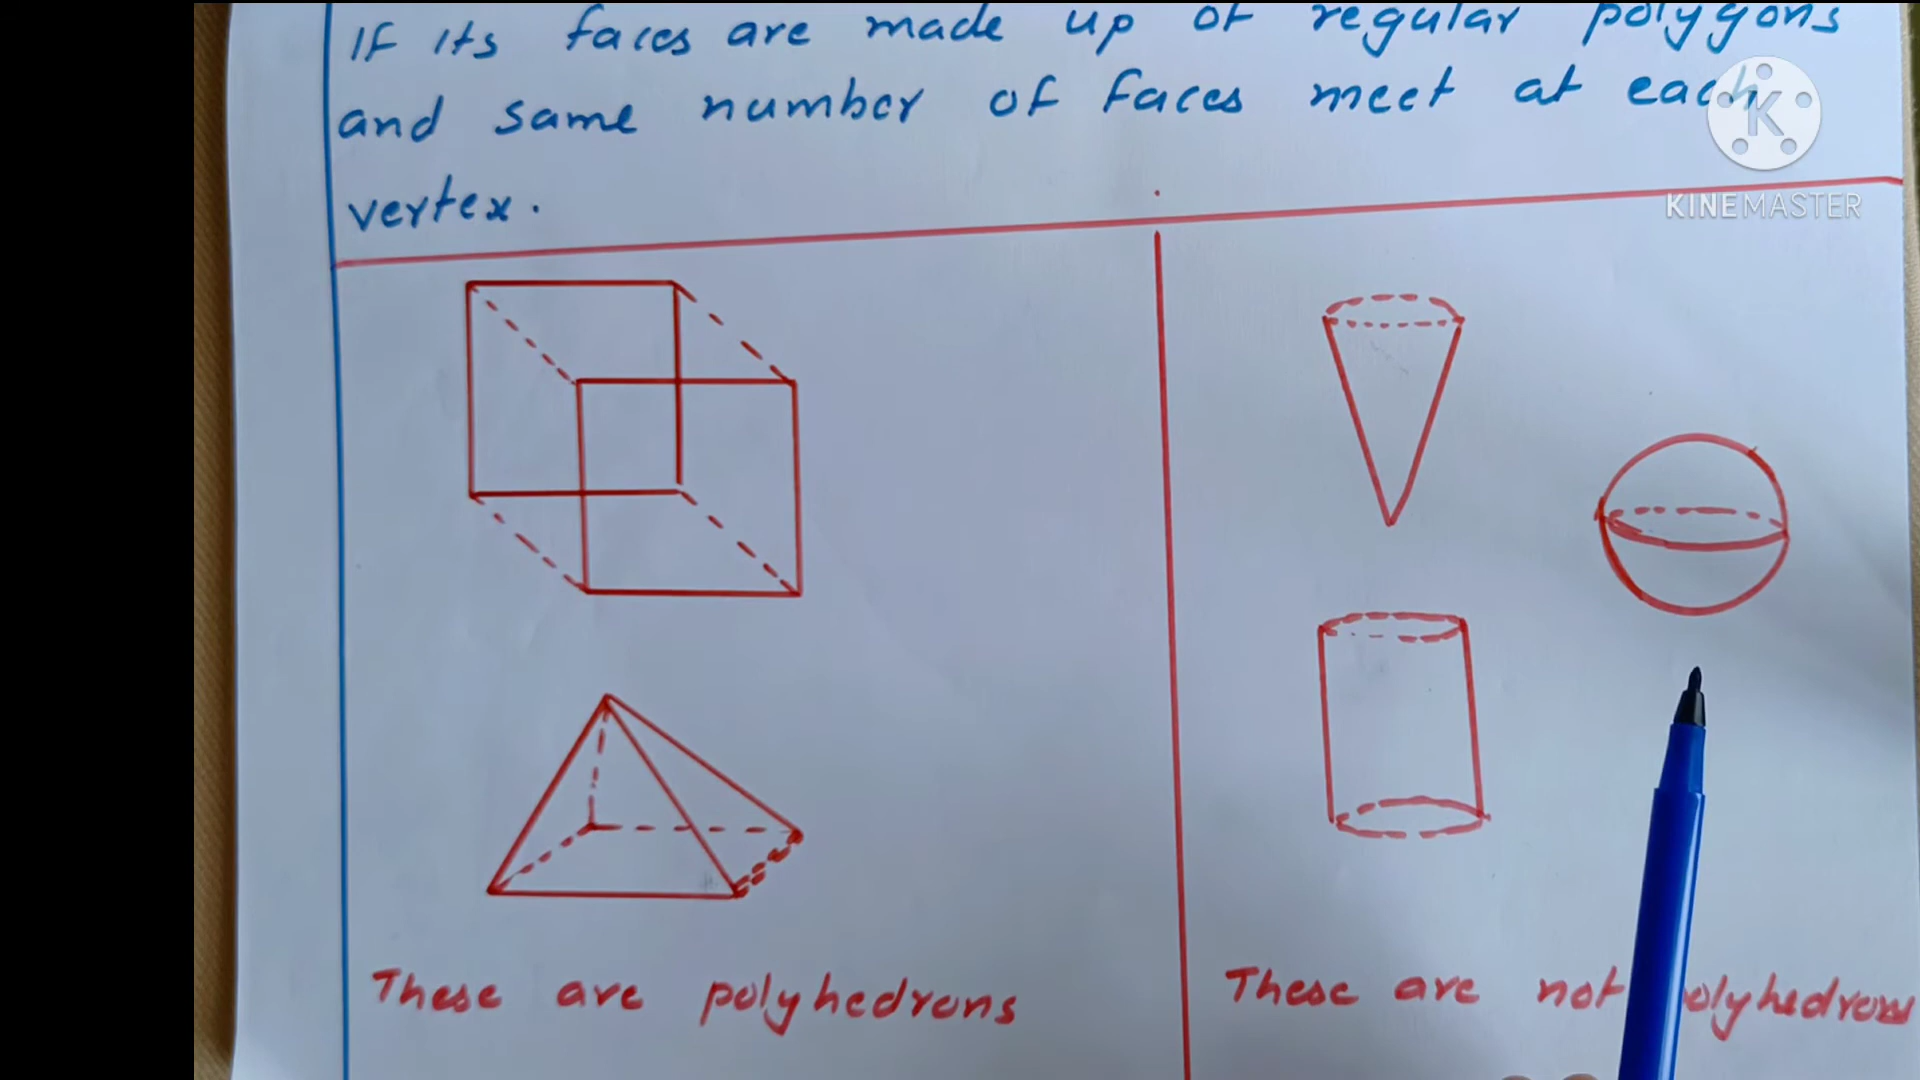 If its faces are made up of regular polygons
and same number of faces meet at each
vertex.
K
KINEMASTER
These are polyhedrons
These are not polyhedrons